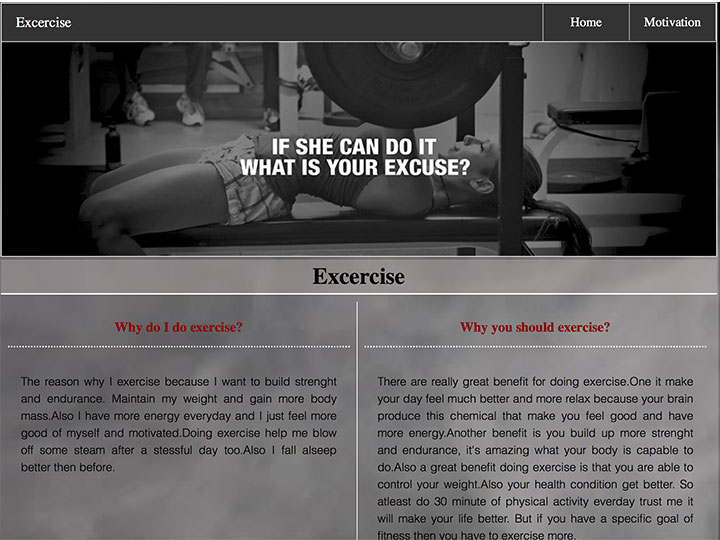 Excercise
Home
Motivation
IF SHE CAN DO IT
WHAT IS YOUR EXCUSE?
Excercise
Why do I do exercise?
The reason why I exercise because I want to build strenght
and endurance. Maintain my weight and gain more body
mass.Also I have more energy everyday and I just feel more
good of myself and motivated.Doing exercise help me blow
off some steam after a stessful day too.Also I fall alseep
better then before.
Why you should exercise?
There are really great benefit for doing exercise.One it make
your day feel much better and more relax because your brain
produce this chemical that make you feel good and have
more energy.Another benefit is you build up more strenght
and endurance, it's amazing what your body is capable to
do.Also a great benefit doing exercise is that you are able to
control your weight.Also your health condition get better. So
atleast do 30 minute of physical activity everday trust me it
will make your life better. But if you have a specific goal of
fitness then you have to exercise more.